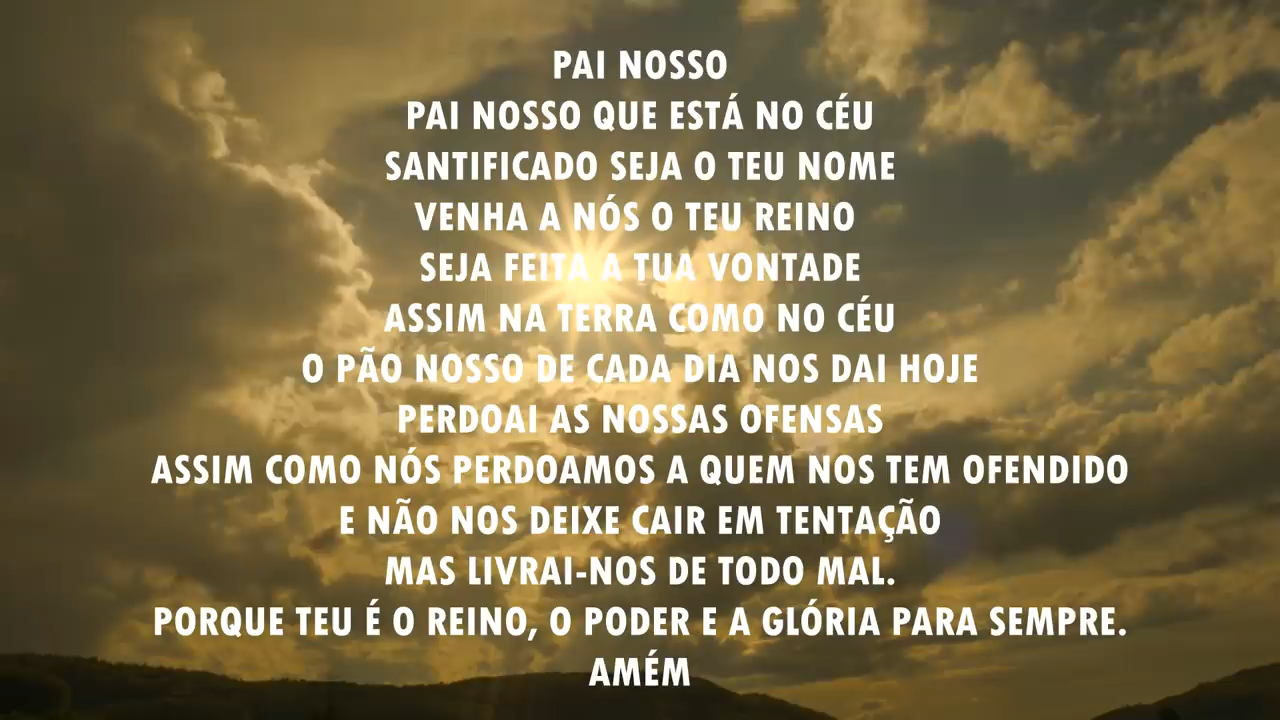 PAI NOSSO
PAI NOSSO QUE ESTÁ NO CÉU
SANTIFICADO SEJA O TEU NOME
VENHA A NÓS O TEU REINO
SEJA FEITA A TUA VONTADE
ASSIM NA TERRA COMO NO CÉU
O PÃO NOSSO DE CADA DIA NOS DAI HOJE
PERDOAI AS NOSSAS OFENSAS
ASSIM COMO NÓS PERDOAMOS A QUEM NOS TEM OFENDIDO
E NÃO NOS DEIXE CAIR EM TENTAÇÃO
MAS LIVRAI-NOS DE TODO MAL.
PORQUE TEU É O REINO, O PODER E A GLÓRIA PARA SEMPRE.
AMÉM